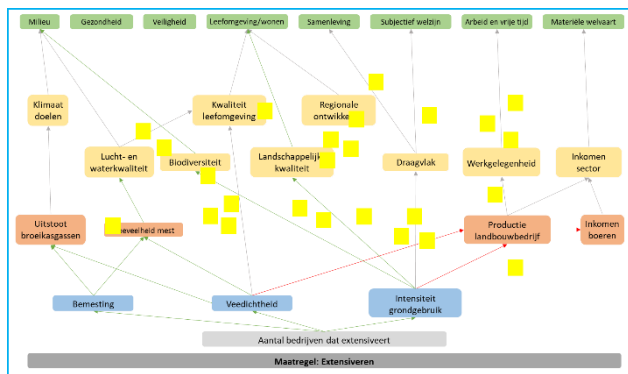 Milieu
Gezondheid
Veiligheid
Leefomgeving/wonen
Samenleving
Subjectief welzijn
Arbeid en vrije tijd
Materiële welvaart
Klimaat
doelen
Kwaliteit
leefomgeving
Regionale
Lucht- en
waterkwaliteit
Biodiversiteit
kwaliteit
Draagvlak
Werkgelegenheid
Inkomen
sector
Uitstoot
broeikasgassen
mest
Productie
landbouwbedrijf
Inkomen
boeren
Bemesting
Veedichtheid
Intensiteit
grondgebruik
Aantal bedrijven dat extensiveert
Maatregel: Extensiveren